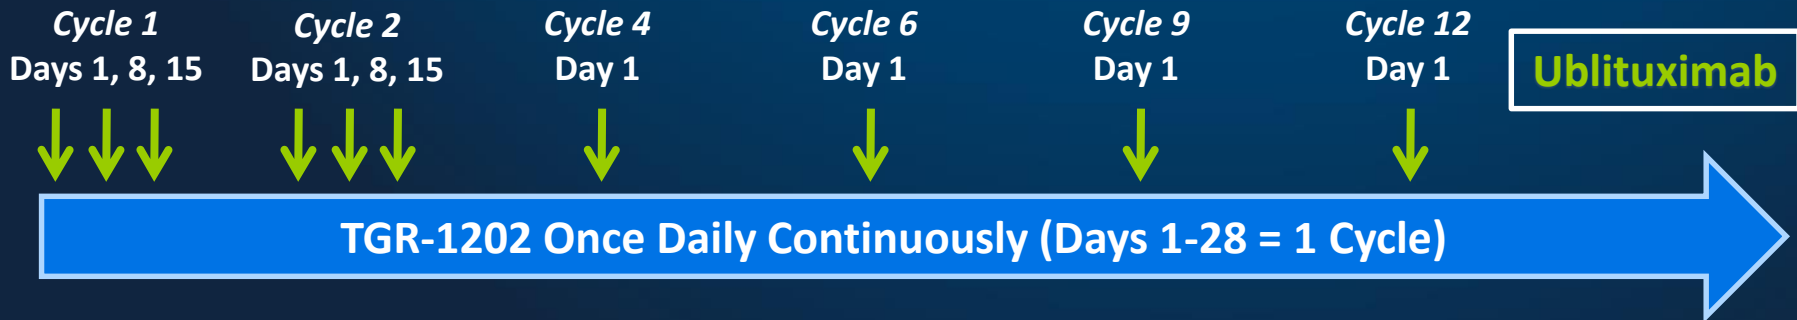 Cycle 1
Days 1, 8, 15
Cycle 2
Days 1, 8, 15
Cycle 4
Day 1
Cycle 6
Day 1
Cycle 9
Day 1
Cycle 12
Day 1
Ublituximab
TGR-1202 Once Daily Continuously (Days 1-28 = 1 Cycle)